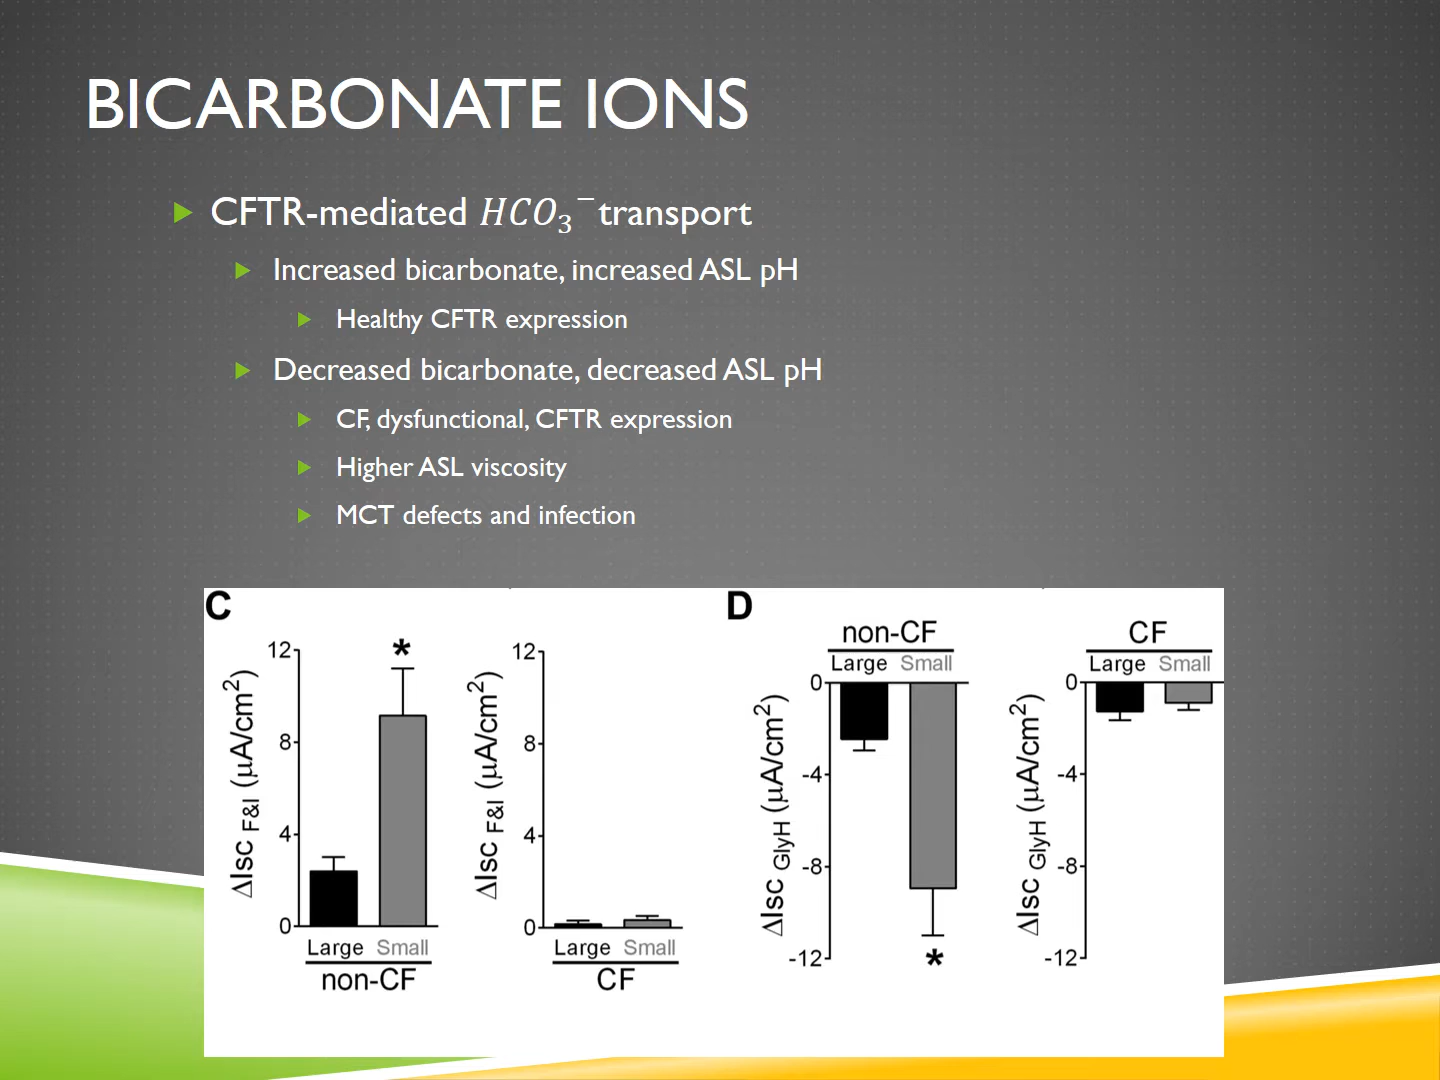 BICARBONATE IONS
CFTR-mediated HCO₃⁻ transport
Increased bicarbonate, increased ASL pH
Healthy CFTR expression
Decreased bicarbonate, decreased ASL pH
CF, dysfunctional, CFTR expression
Higher ASL viscosity
MCT defects and infection
C
ΔIsc F&I (µA/cm²)
12
8
4
0
*
Large Small
non-CF
ΔIsc F&I (µA/cm²)
12
8
4
0
Large Small
CF
D
non-CF
Large Small
ΔIsc GlyH (µA/cm²)
0
-4
-8
-12
*
CF
Large Small
ΔIsc GlyH (µA/cm²)
0
-4
-8
-12